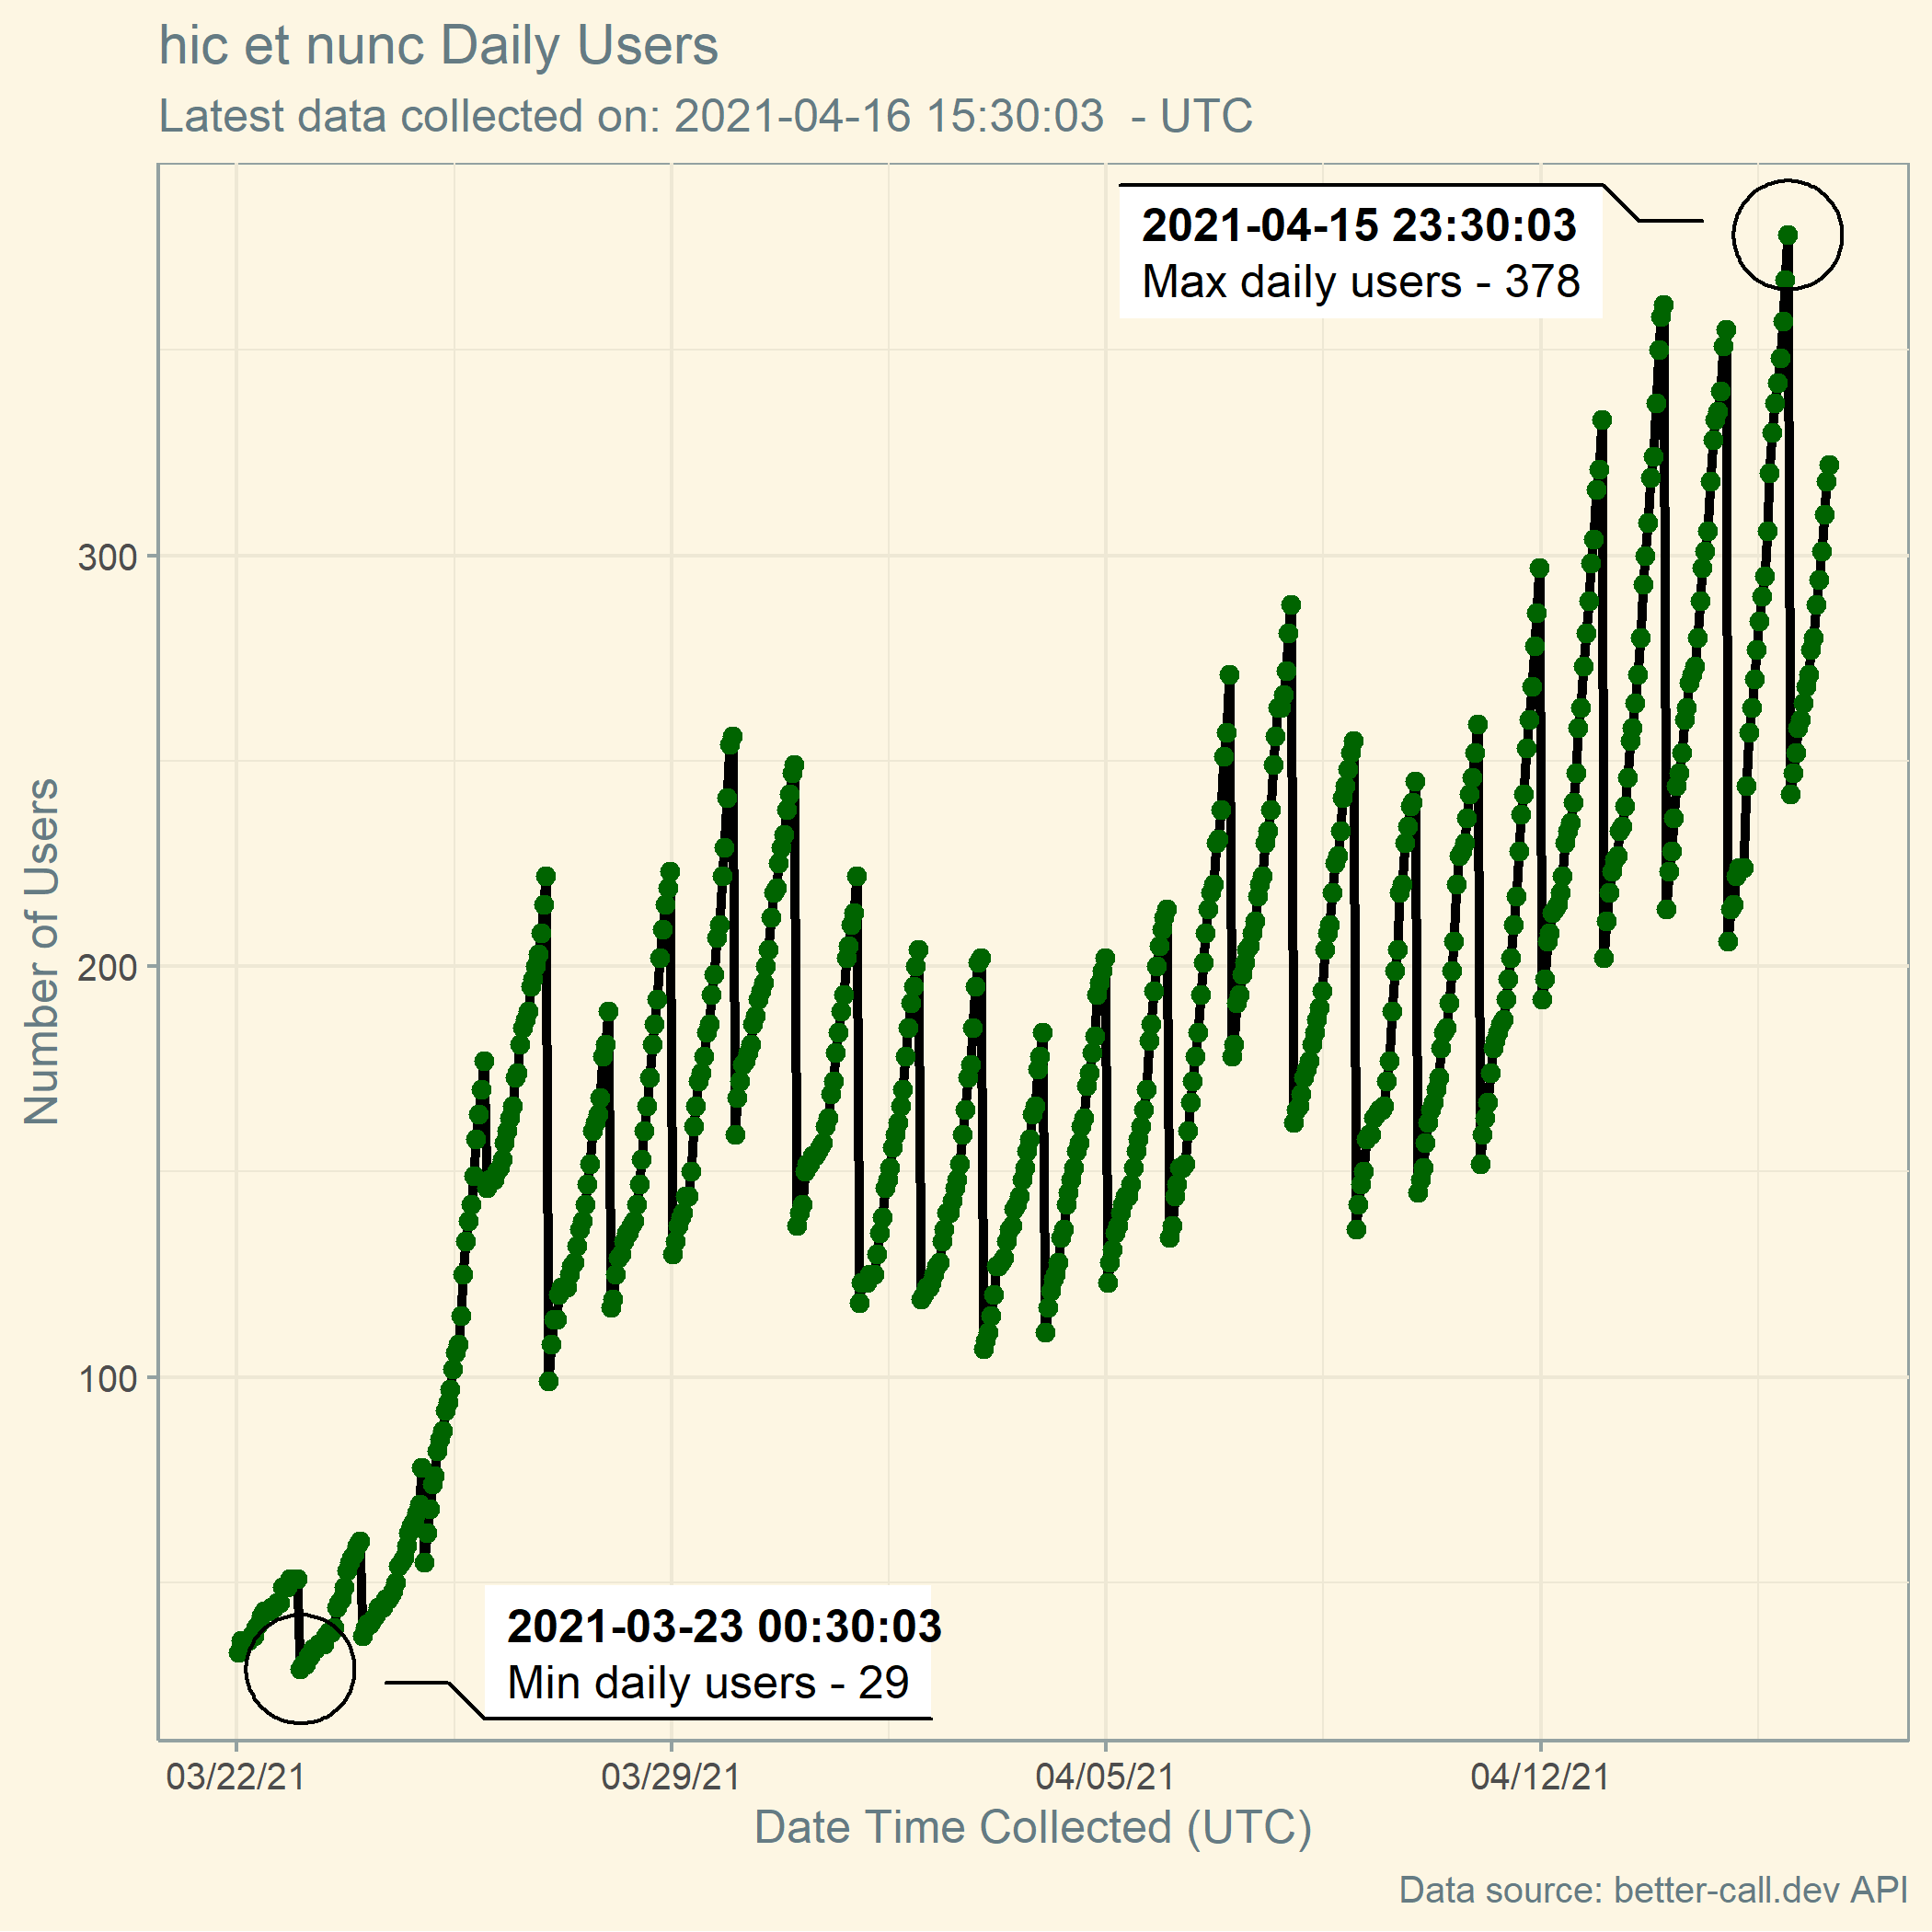 hic et nunc Daily Users
Latest data collected on: 2021-04-16 15:30:03  - UTC
2021-04-15 23:30:03
Max daily users - 378
300
200
100
Number of Users
2021-03-23 00:30:03
Min daily users - 29
03/22/21
03/29/21
04/05/21
04/12/21
Date Time Collected (UTC)
Data source: better-call.dev API